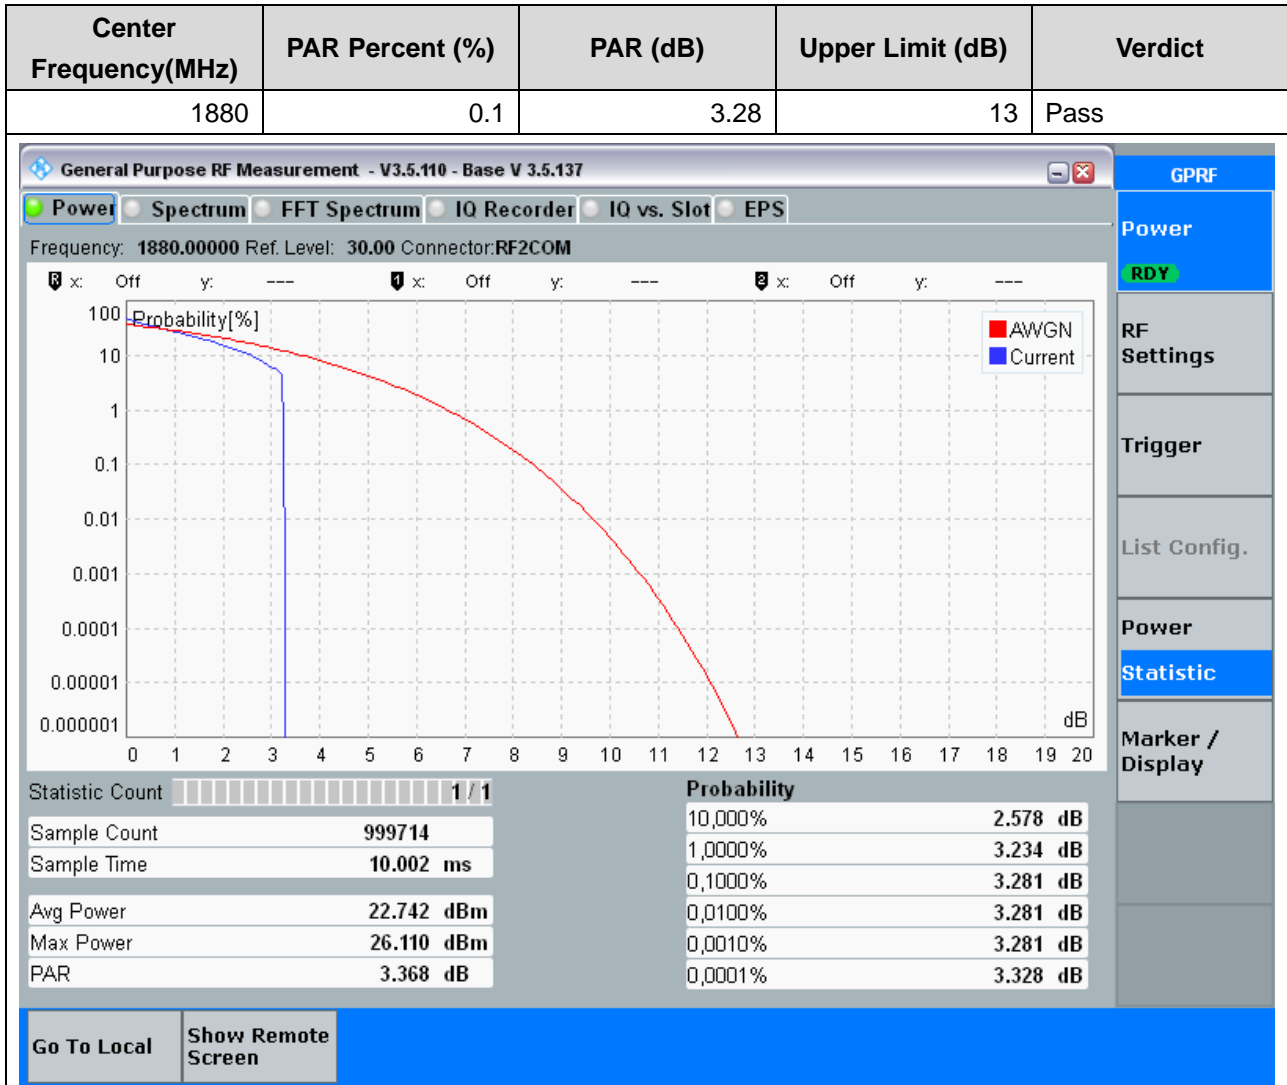 Center Frequency(MHz) PAR Percent (%) PAR (dB) Upper Limit (dB) Verdict
1880 0.1 3.28 13 Pass
General Purpose RF Measurement - V3.5.110 - Base V 3.5.137
GPRF
Power Spectrum FFT Spectrum IQ Recorder IQ vs. Slot EPS
Frequency: 1880.00000 Ref. Level: 30.00 Connector:RF2COM
R x: Off y: --- 1 x: Off y: --- 2 x: Off y: ---
Probability[%]
AWGN
Current
100
10
1
0.1
0.01
0.001
0.0001
0.00001
0.000001
dB
0 1 2 3 4 5 6 7 8 9 10 11 12 13 14 15 16 17 18 19 20
Statistic Count 1 / 1
Sample Count 999714
Sample Time 10.002 ms
Avg Power 22.742 dBm
Max Power 26.110 dBm
PAR 3.368 dB
Probability
10,000% 2.578 dB
1,0000% 3.234 dB
0,1000% 3.281 dB
0,0100% 3.281 dB
0,0010% 3.281 dB
0,0001% 3.328 dB
Power
RDY
RF
Settings
Trigger
List Config.
Power
Statistic
Marker /
Display
Go To Local
Show Remote
Screen